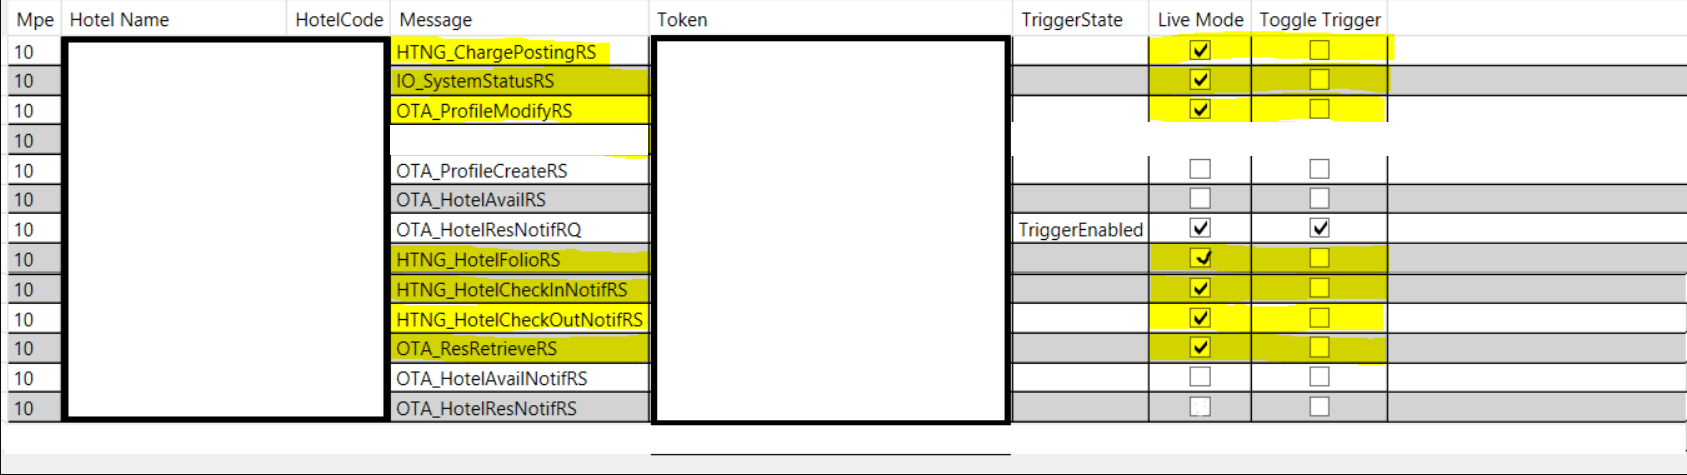 Mpe Hotel Name HotelCode Message Token TriggerState Live Mode Toggle Trigger
10 HTNG_ChargePostingRS
10 IO_SystemStatusRS
10 OTA_ProfileModifyRS
10
10 OTA_ProfileCreateRS
10 OTA_HotelAvailRS
10 OTA_HotelResNotifRQ TriggerEnabled
10 HTNG_HotelFolioRS
10 HTNG_HotelCheckInNotifRS
10 HTNG_HotelCheckOutNotifRS
10 OTA_ResRetrieveRS
10 OTA_HotelAvailNotifRS
10 OTA_HotelResNotifRS